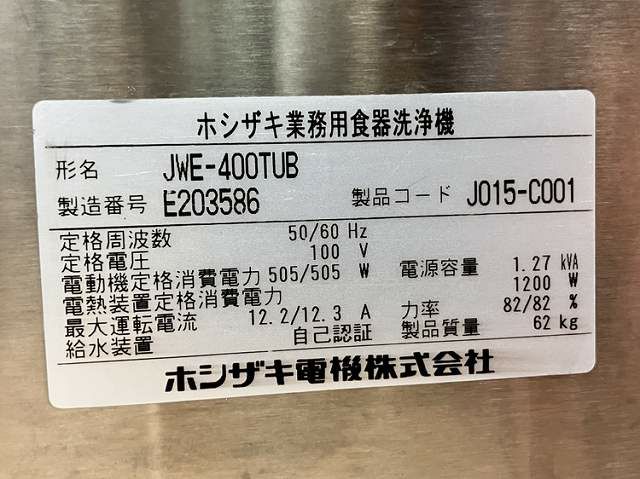 ホシザキ業務用食器洗浄機
形名 JWE-400TUB
製造番号 E203586 製品コード J015-C001
定格周波数 50/60 Hz
定格電圧 100 V
電動機定格消費電力 505/505 W 電源容量 1.27 kVA
電熱装置定格消費電力 1200 W
最大運転電流 12.2/12.3 A 力率 82/82 %
給水装置 自己認証 製品質量 62 kg
ホシザキ電機株式会社